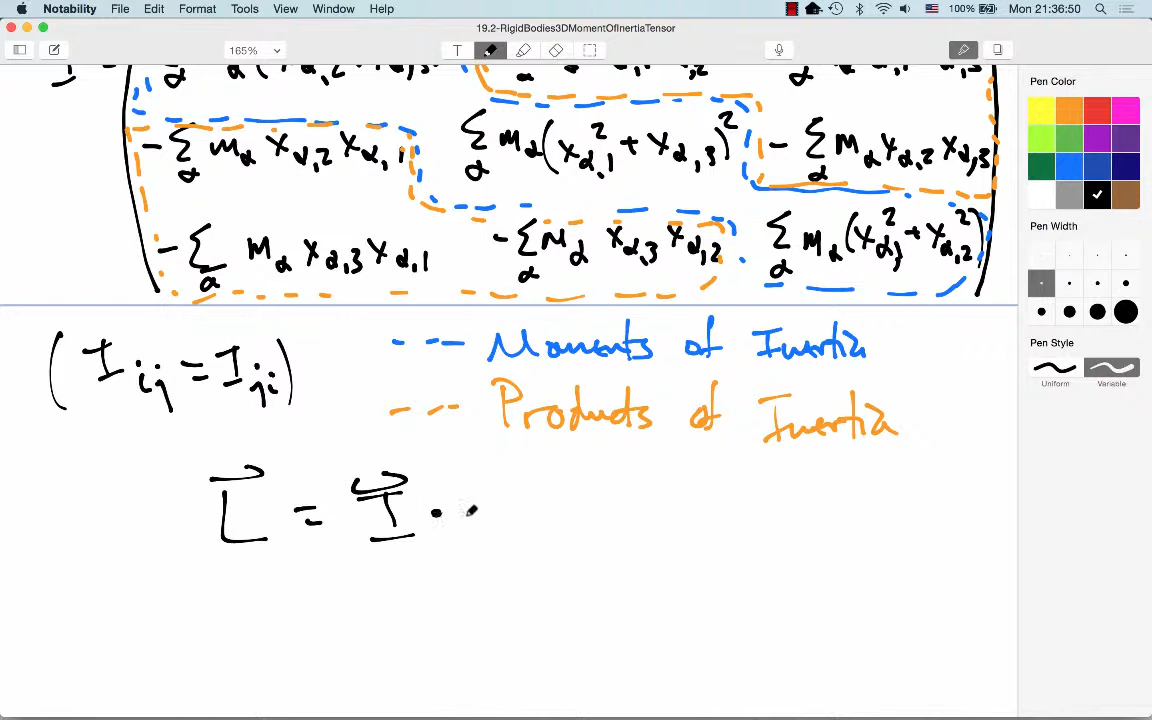 Notability File Edit Format Tools View Window Help 100% Mon 21:36:50
19.2-RigidBodies3DMomentOfInertiaTensor
165% T
Pen Color
-∑α mα xα,2 xα,1 ∑α mα(xα,1² + xα,3)² -∑α mα xα,2 xα,3
-∑α mα xα,3 xα,1 -∑α mα xα,3 xα,2 ∑α mα(xα,1² + xα,2²)
Pen Width
(Iij = Iji) --- Moments of Inertia
Pen Style
Uniform Variable
--- Products of Inertia
L⃗ = I⃡ ·